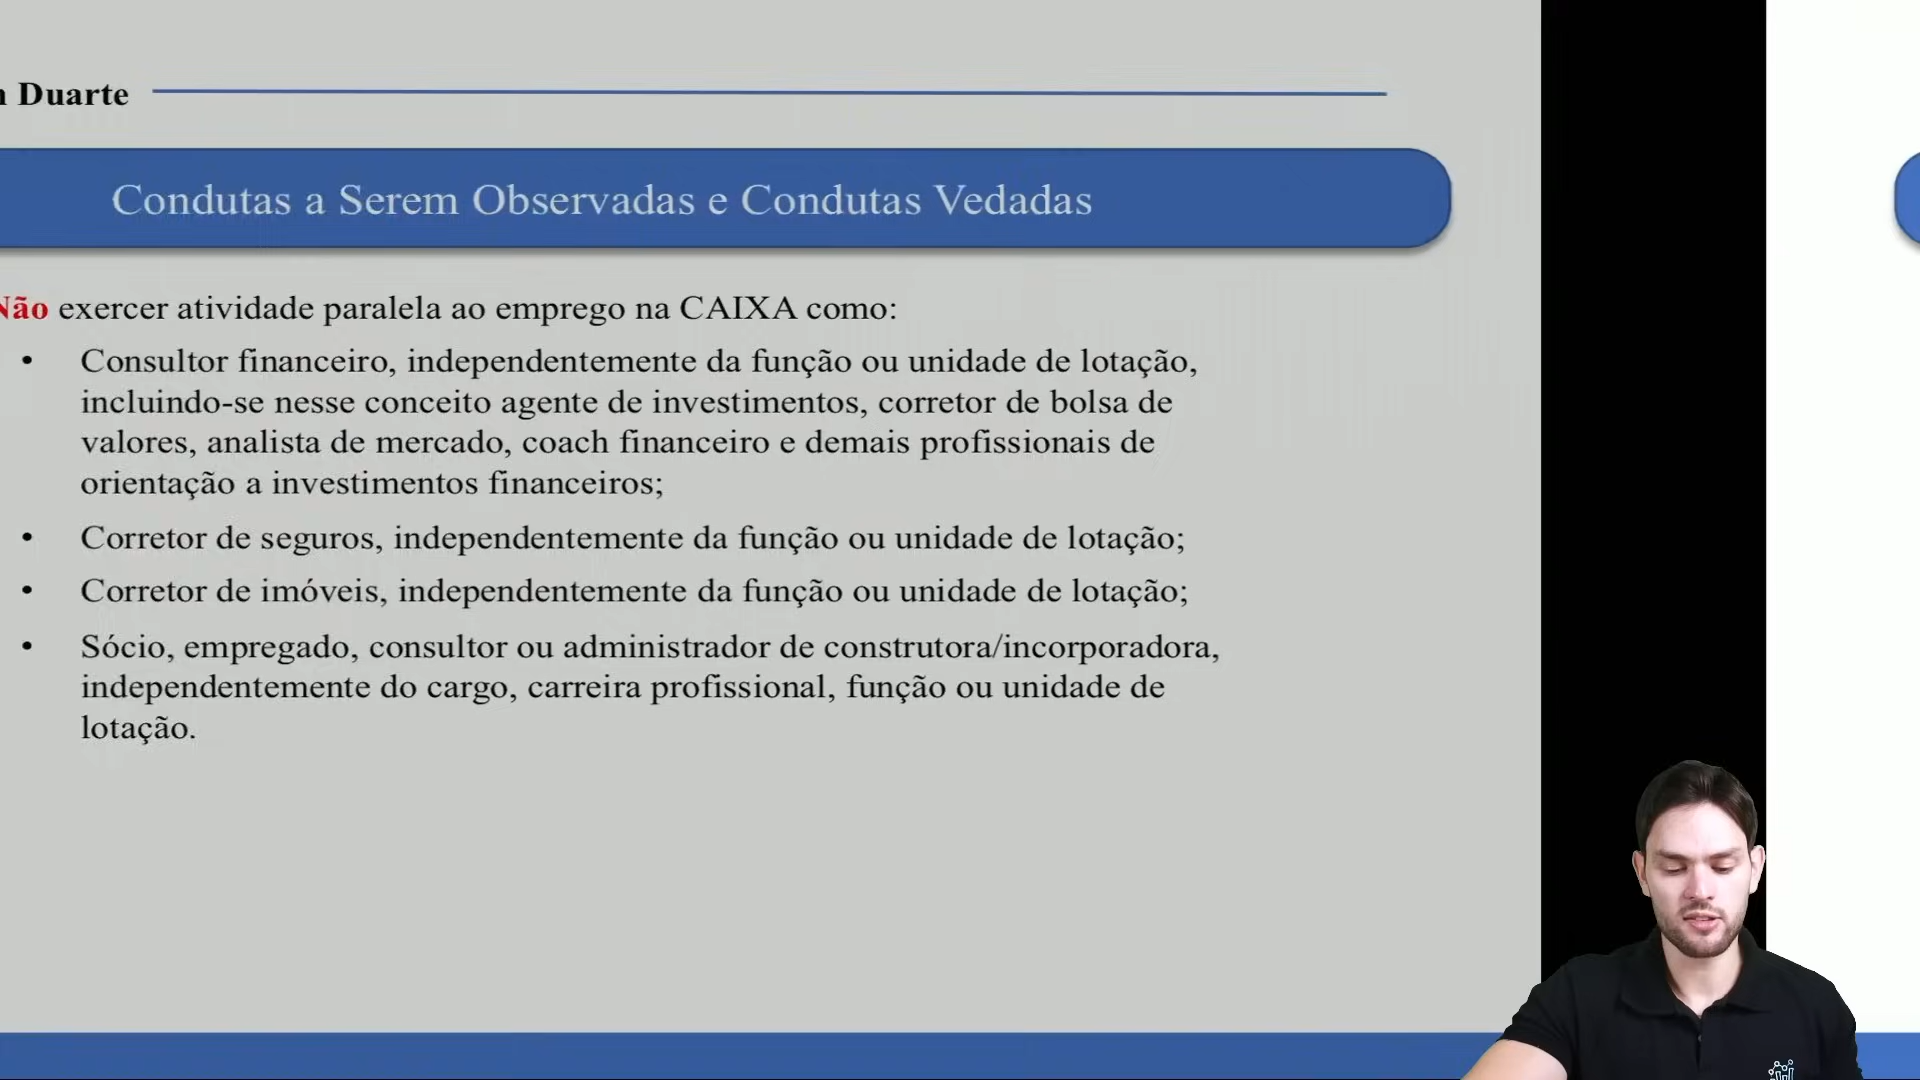 Duarte
Condutas a Serem Observadas e Condutas Vedadas
Não exercer atividade paralela ao emprego na CAIXA como:
• Consultor financeiro, independentemente da função ou unidade de lotação,
incluindo-se nesse conceito agente de investimentos, corretor de bolsa de
valores, analista de mercado, coach financeiro e demais profissionais de
orientação a investimentos financeiros;
• Corretor de seguros, independentemente da função ou unidade de lotação;
• Corretor de imóveis, independentemente da função ou unidade de lotação;
• Sócio, empregado, consultor ou administrador de construtora/incorporadora,
independentemente do cargo, carreira profissional, função ou unidade de
lotação.